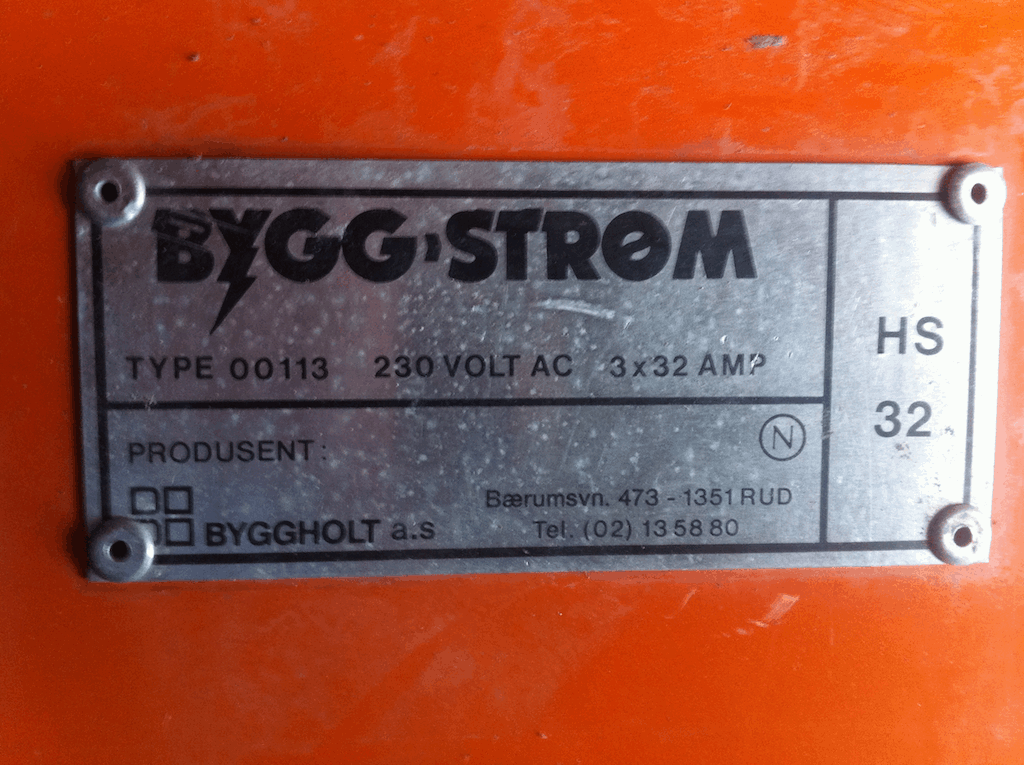 BYGG-STRØM
TYPE 00113 230 VOLT AC 3x32 AMP
HS
32
PRODUSENT:
N
BYGGHOLT a.s
Bærumsvn. 473 - 1351 RUD
Tel. (02) 13 58 80